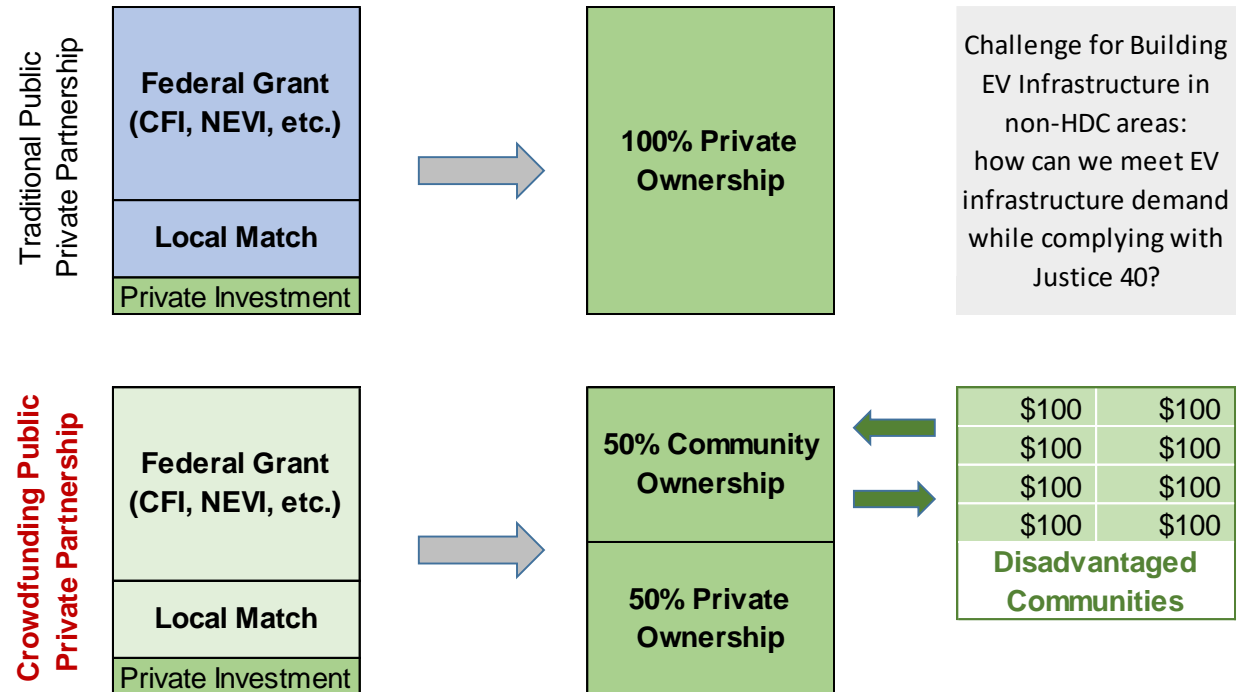 Traditional Public
Private Partnership
Federal Grant
(CFI, NEVI, etc.)
Local Match
Private Investment
100% Private
Ownership
Challenge for Building
EV Infrastructure in
non-HDC areas:
how can we meet EV
infrastructure demand
while complying with
Justice 40?
Crowdfunding Public
Private Partnership
Federal Grant
(CFI, NEVI, etc.)
Local Match
Private Investment
50% Community
Ownership
50% Private
Ownership
$100 $100
$100 $100
$100 $100
$100 $100
Disadvantaged
Communities